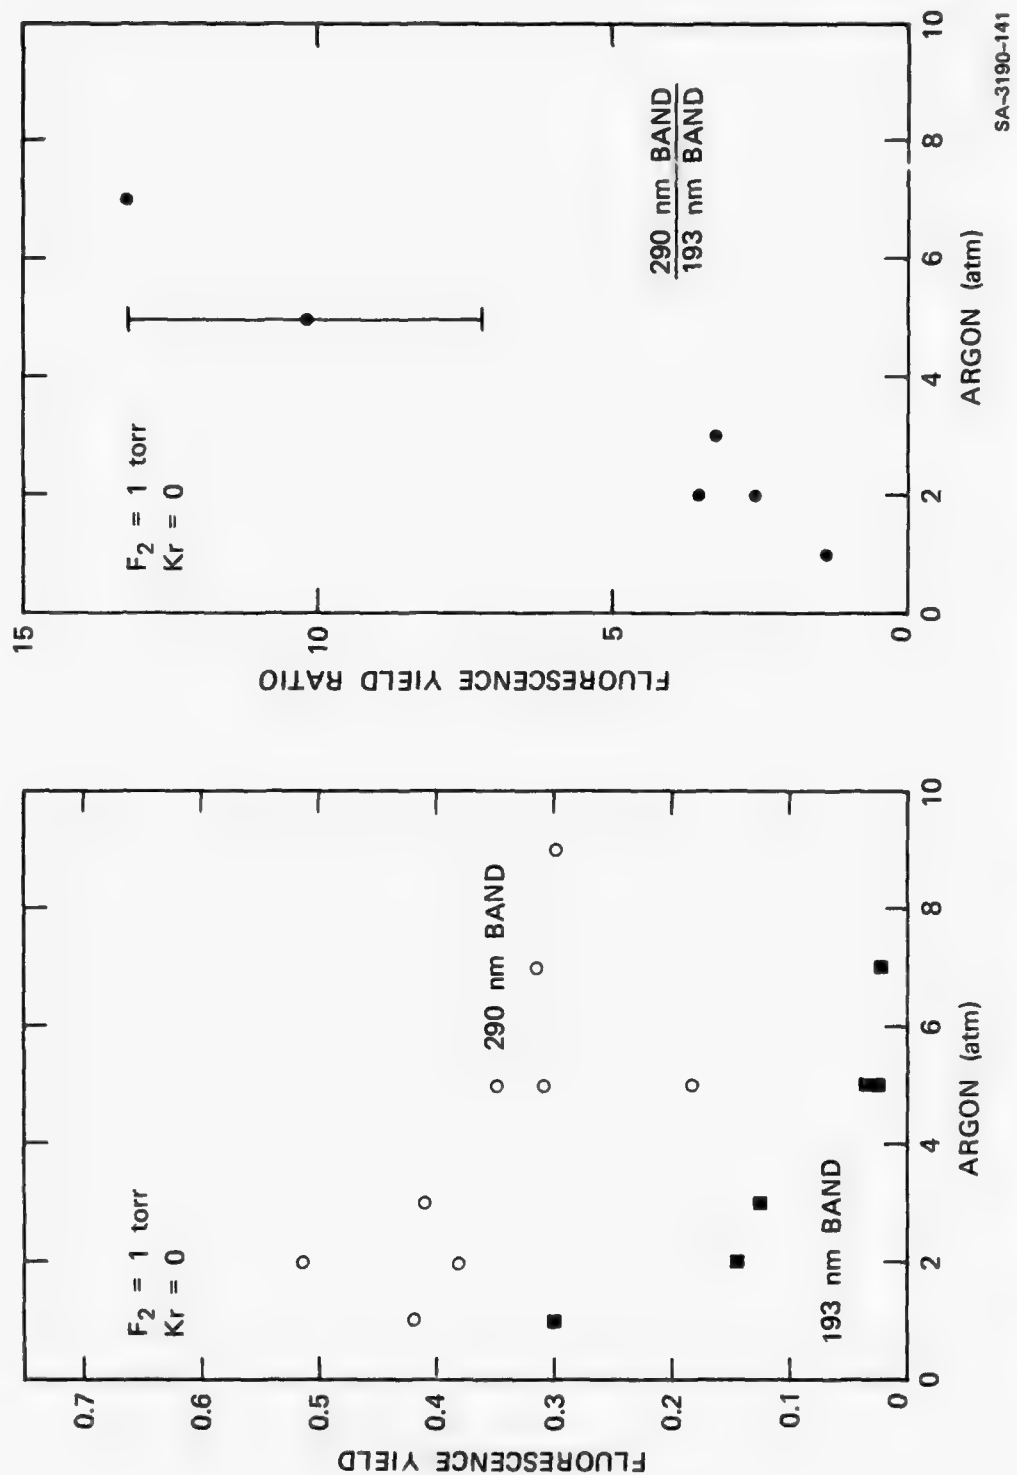 0.7
0.6
0.5
0.4
0.3
0.2
0.1
0
FLUORESCENCE YIELD
F2 = 1 torr
Kr = 0
290 nm BAND
193 nm BAND
0 2 4 6 8 10
ARGON (atm)
15
10
5
0
FLUORESCENCE YIELD RATIO
F2 = 1 torr
Kr = 0
290 nm BAND
193 nm BAND
0 2 4 6 8 10
ARGON (atm)
SA-3190-141